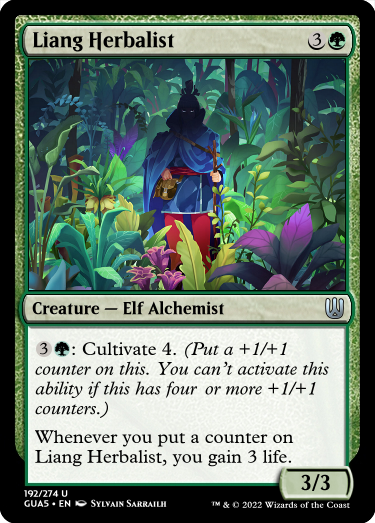 Liang Herbalist 3
Creature — Elf Alchemist
3 : Cultivate 4. (Put a +1/+1
counter on this. You can't activate this
ability if this has four or more +1/+1
counters.)
Whenever you put a counter on
Liang Herbalist, you gain 3 life.
3/3
192/274 U
GUA5 • EN Sylvain Sarrailh
™ & © 2022 Wizards of the Coast